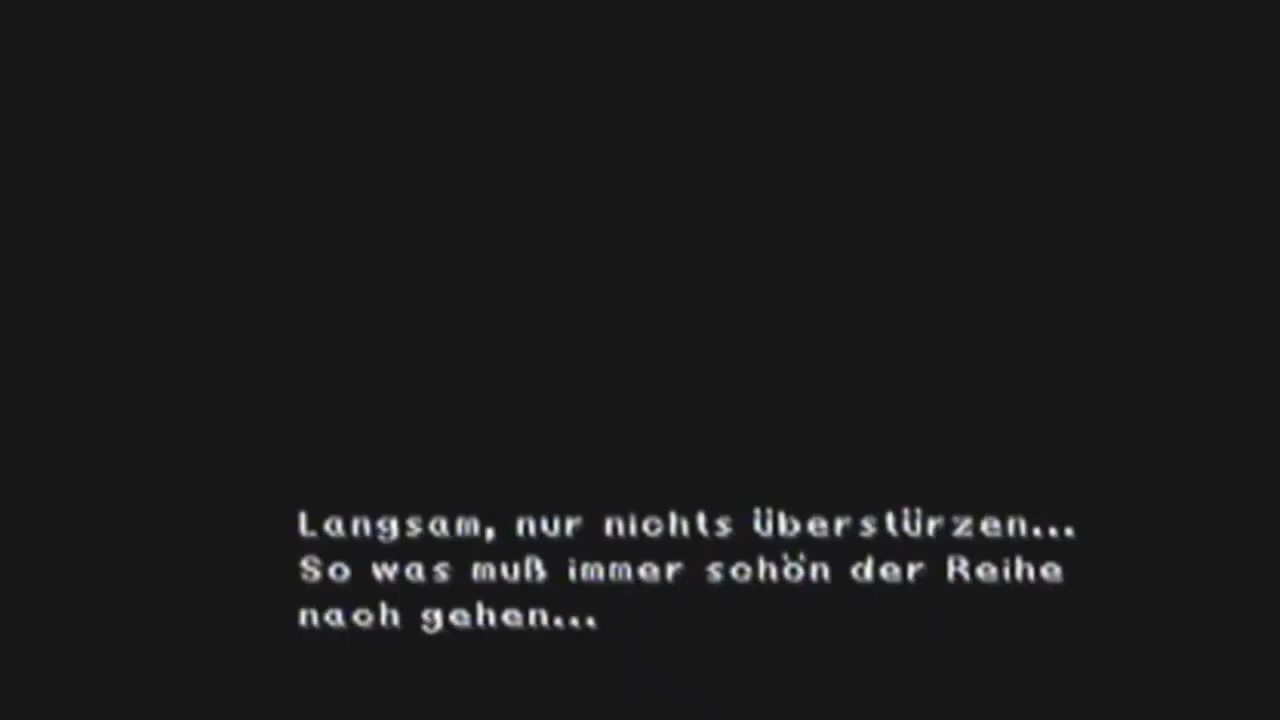 Langsam, nur nichts überstürzen...
So was muß immer schön der Reihe
nach gehen...